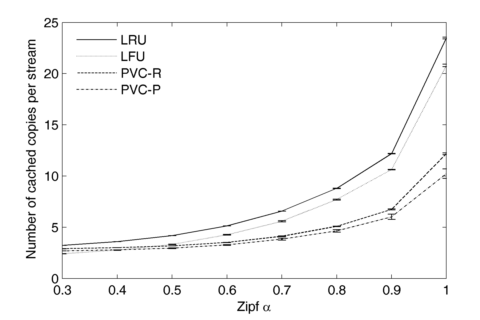 25
20
15
10
5
0
Number of cached copies per stream
LRU
LFU
PVC-R
PVC-P
0.3 0.4 0.5 0.6 0.7 0.8 0.9 1
Zipf α